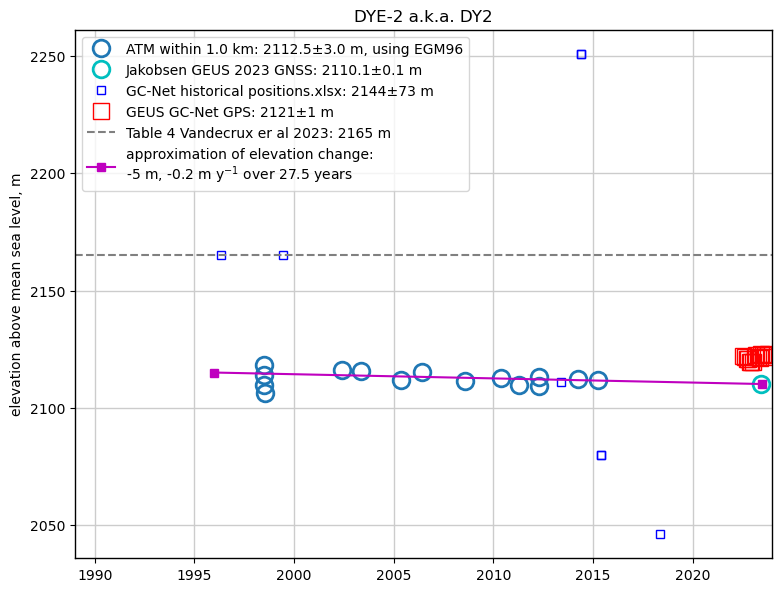 DYE-2 a.k.a. DY2
ATM within 1.0 km: 2112.5±3.0 m, using EGM96
Jakobsen GEUS 2023 GNSS: 2110.1±0.1 m
GC-Net historical positions.xlsx: 2144±73 m
GEUS GC-Net GPS: 2121±1 m
Table 4 Vandecrux er al 2023: 2165 m
approximation of elevation change:
-5 m, -0.2 m y⁻¹ over 27.5 years
elevation above mean sea level, m
2250
2200
2150
2100
2050
1990 1995 2000 2005 2010 2015 2020